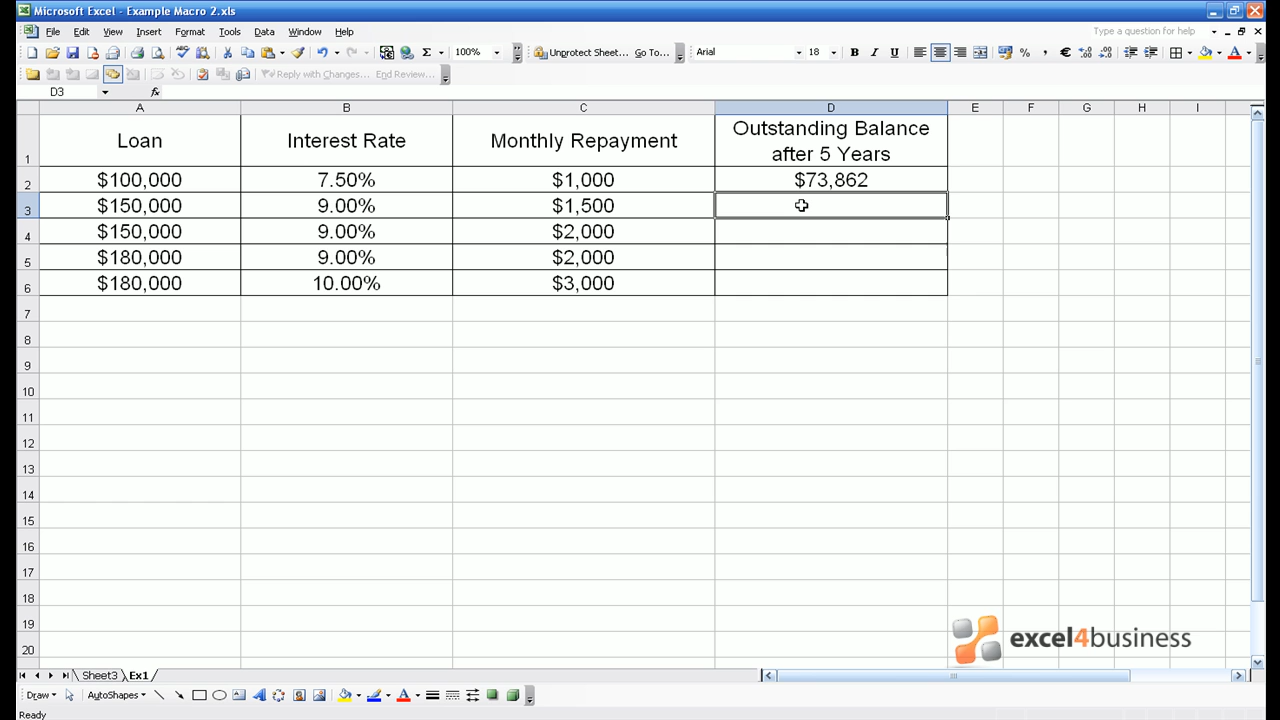 Microsoft Excel - Example Macro 2.xls
File Edit View Insert Format Tools Data Window Help Type a question for help
100% Unprotect Sheet... Go To... Arial 18 B I U
Reply with Changes... End Review...
D3 fx
A B C D E F G H I
1 Loan Interest Rate Monthly Repayment Outstanding Balance
after 5 Years
2 $100,000 7.50% $1,000 $73,862
3 $150,000 9.00% $1,500
4 $150,000 9.00% $2,000
5 $180,000 9.00% $2,000
6 $180,000 10.00% $3,000
7
8
9
10
11
12
13
14
15
16
17
18
19
20
excel4business
Sheet3 Ex1
Draw AutoShapes
Ready